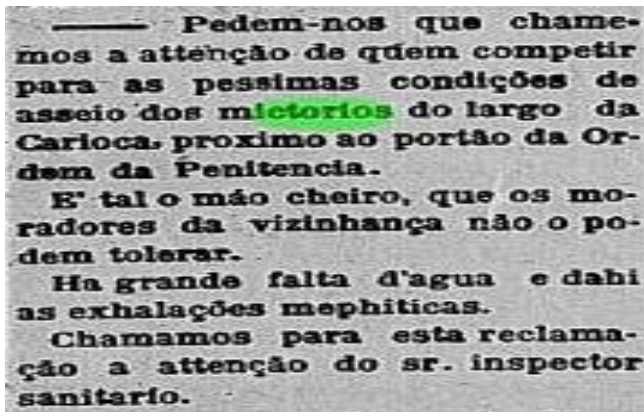 —— Pedem-nos que chame-
mos a attenção de quem competir
para as pessimas condições de
asseio dos mictorios do largo da
Carioca, proximo ao portão da Or-
dem da Penitencia.
E' tal o máo cheiro, que os mo-
radores da vizinhança não o po-
dem tolerar.
Ha grande falta d'agua e dahi
as exhalações mephiticas.
Chamamos para esta reclama-
ção a attenção do sr. inspector
sanitario.